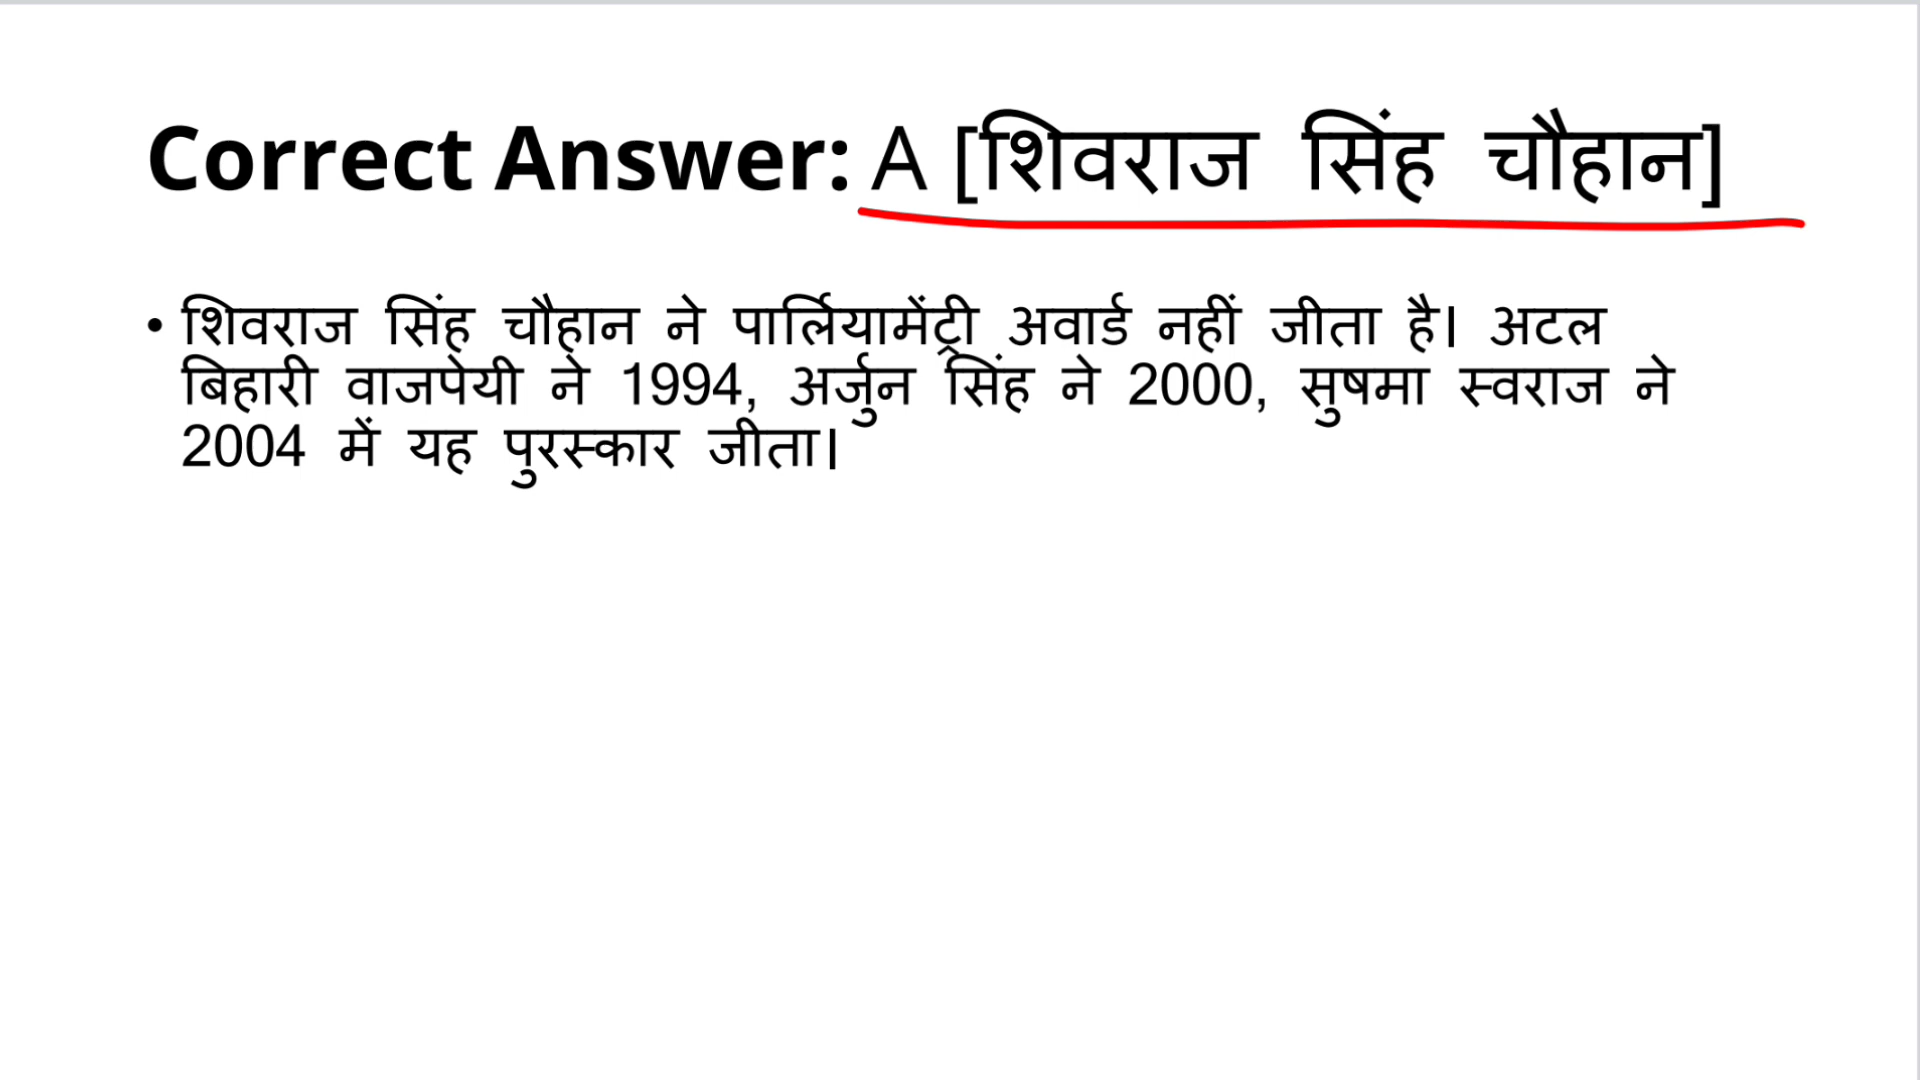 Correct Answer: A [शिवराज सिंह चौहान]
• शिवराज सिंह चौहान ने पार्लियामेंट्री अवार्ड नहीं जीता है। अटल
बिहारी वाजपेयी ने 1994, अर्जुन सिंह ने 2000, सुषमा स्वराज ने
2004 में यह पुरस्कार जीता।